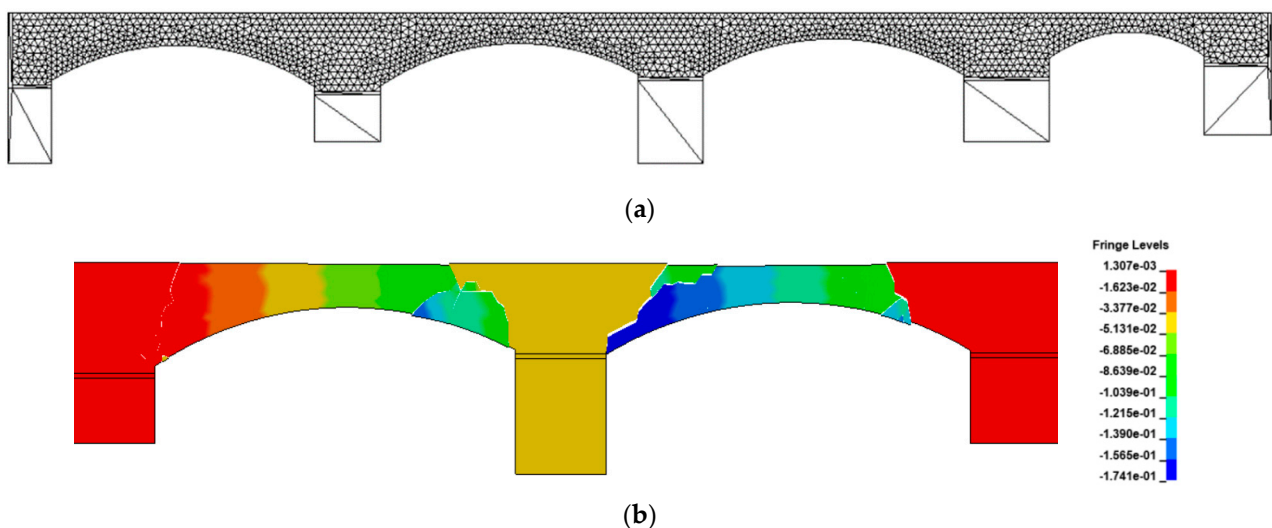 (a)
Fringe Levels
1.307e-03
-1.623e-02
-3.377e-02
-5.131e-02
-6.885e-02
-8.639e-02
-1.039e-01
-1.215e-01
-1.390e-01
-1.565e-01
-1.741e-01
(b)